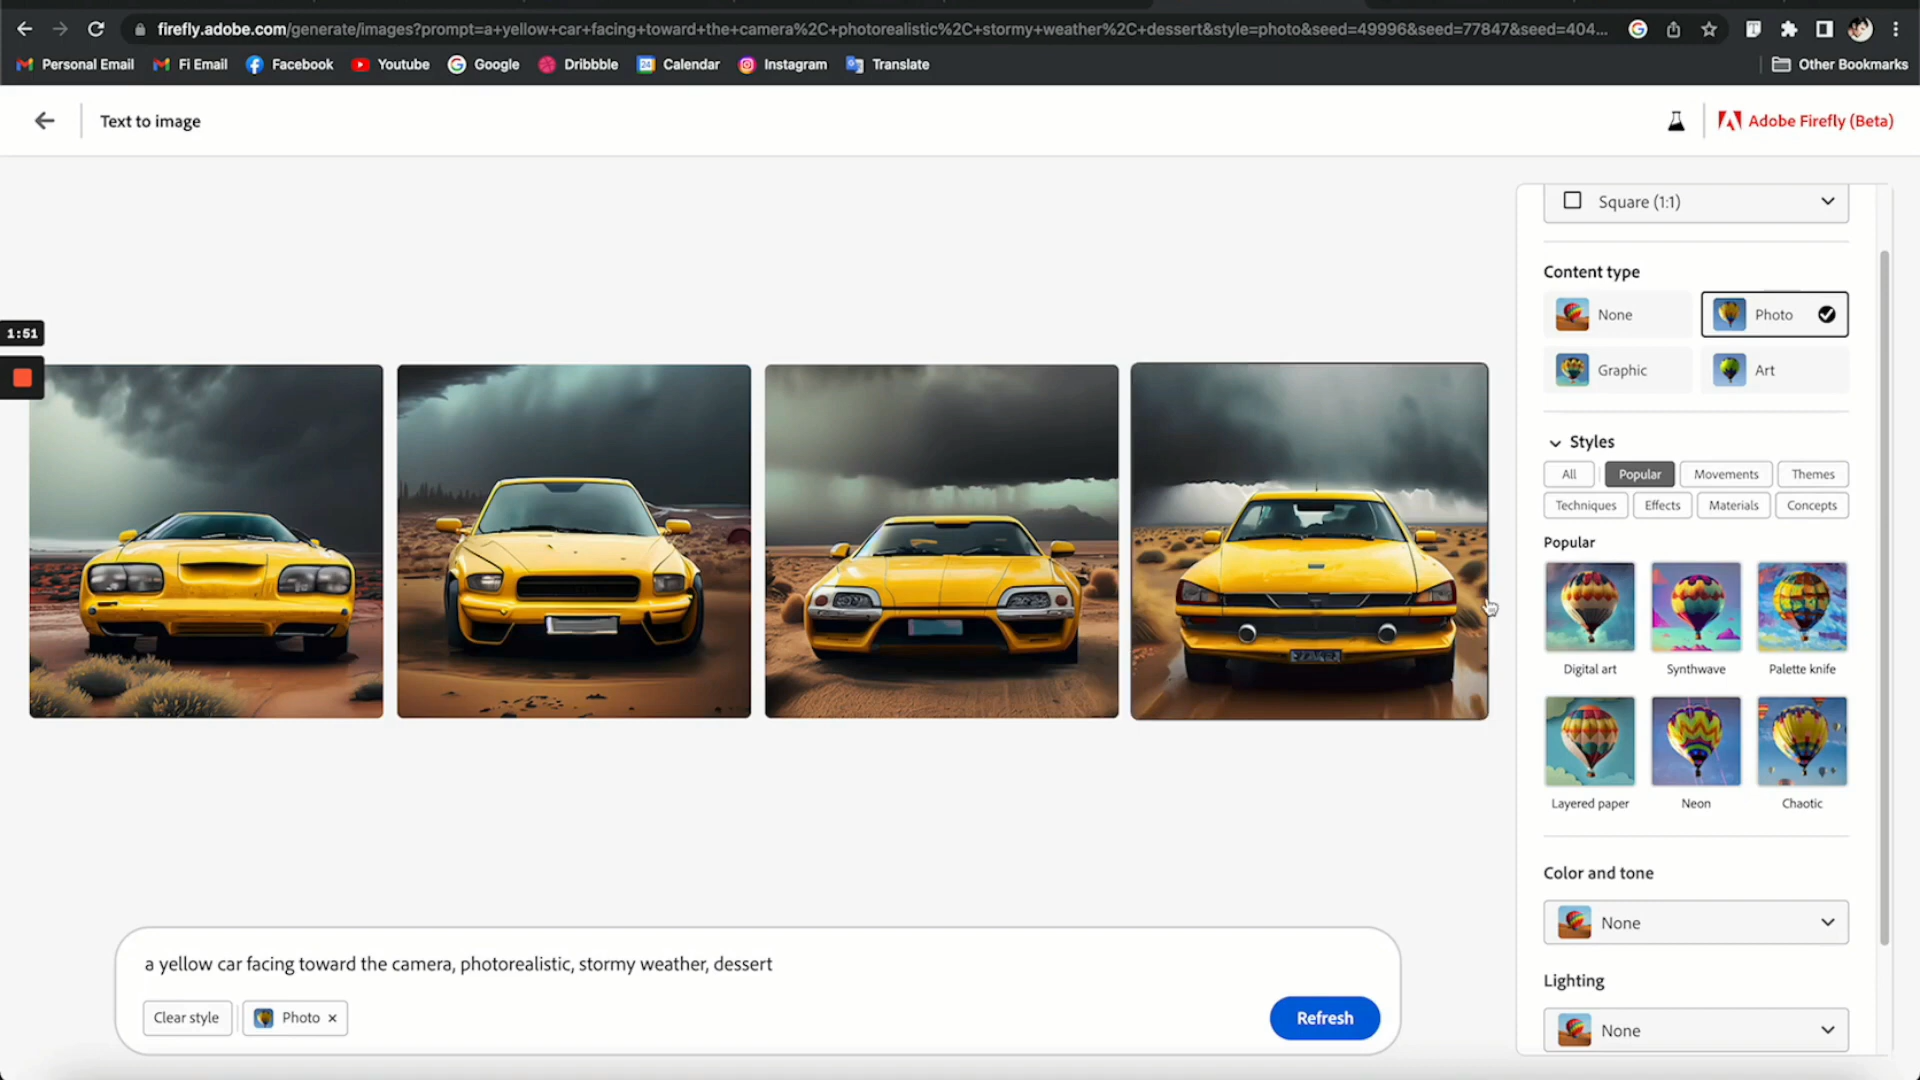 firefly.adobe.com/generate/images?prompt=a+yellow+car+facing+toward+the+camera%2C+photorealistic%2C+stormy+weather%2C+dessert&style=photo&seed=49996&seed=77847&seed=404...
Personal Email Fi Email Facebook Youtube Google Dribbble 24 Calendar Instagram Translate Other Bookmarks
Text to image
Adobe Firefly (Beta)
Square (1:1)
Content type
None Photo
Graphic Art
1:51
Styles
All Popular Movements Themes
Techniques Effects Materials Concepts
Popular
Digital art Synthwave Palette knife
Layered paper Neon Chaotic
Color and tone
None
Lighting
None
a yellow car facing toward the camera, photorealistic, stormy weather, dessert
Clear style Photo ×
Refresh